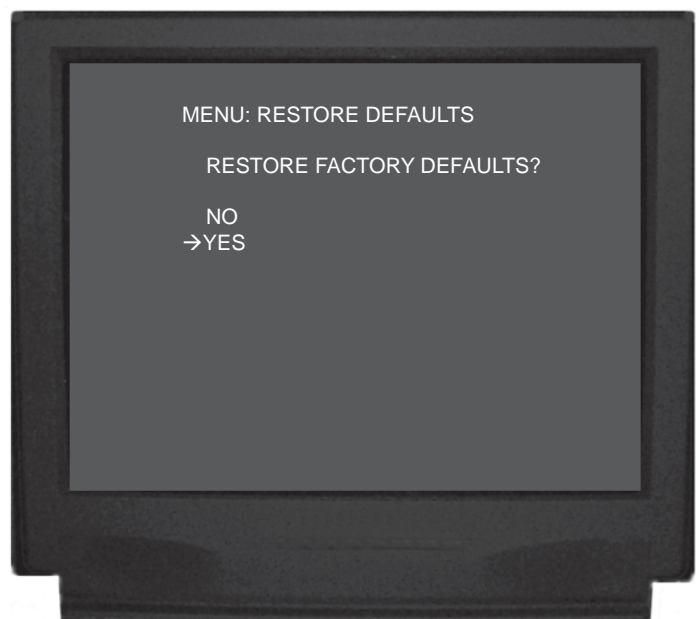 MENU: RESTORE DEFAULTS
RESTORE FACTORY DEFAULTS?
NO
→YES